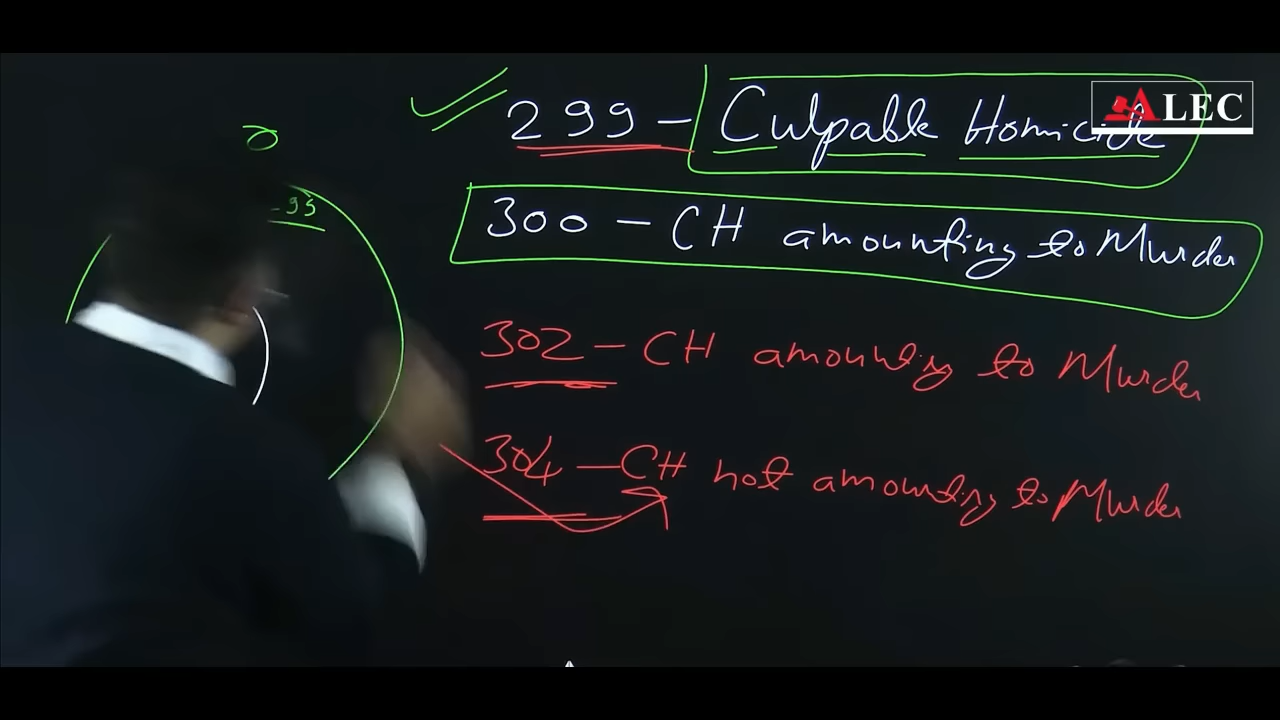 ALEC
299 - Culpable Homicide
300 - CH amounting to Murder
302 - CH amounting to Murder
304 - CH not amounting to Murder